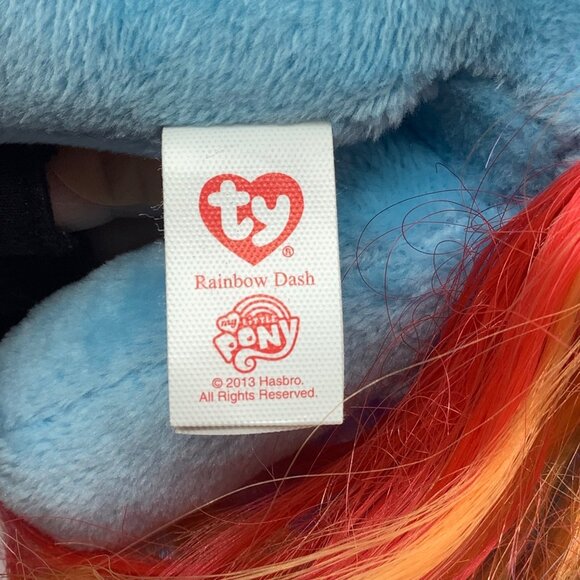 ty
®
Rainbow Dash
my LITTLE
PONY
© 2013 Hasbro.
All Rights Reserved.